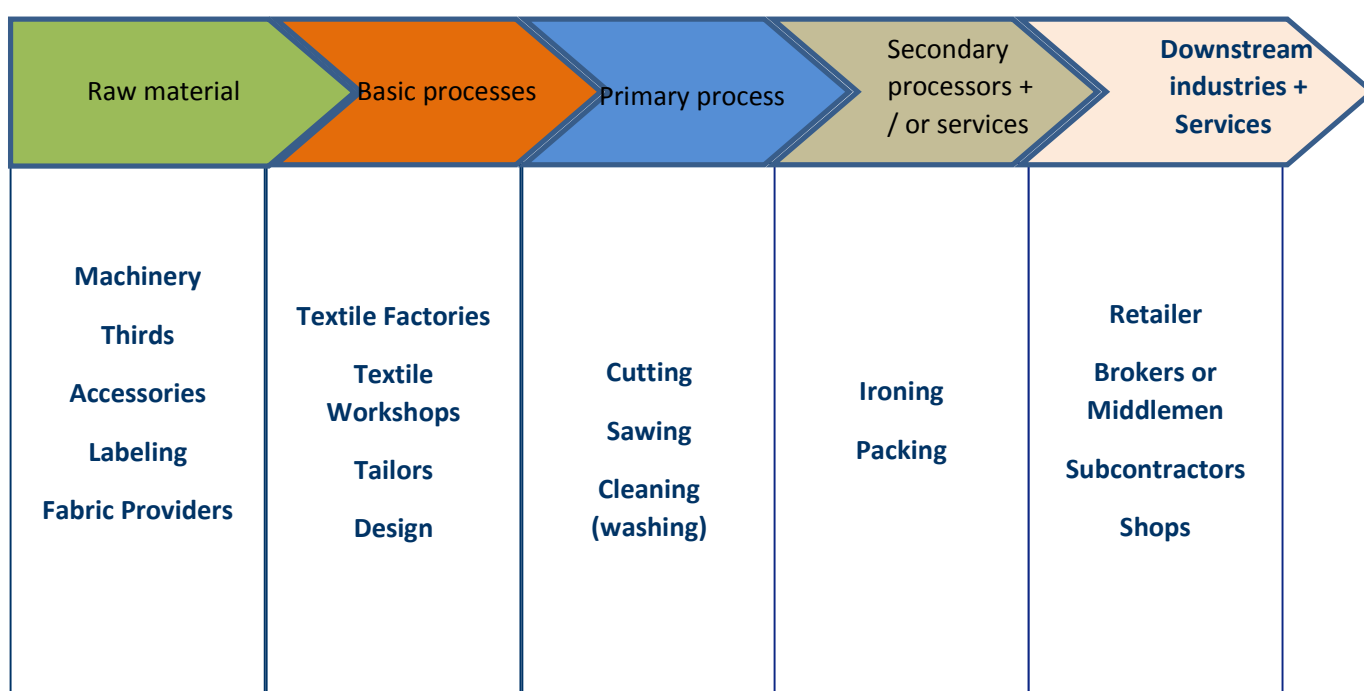 Raw material
Basic processes
Primary process
Secondary
processors +
/ or services
Downstream
industries +
Services
Machinery
Thirds
Accessories
Labeling
Fabric Providers
Textile Factories
Textile
Workshops
Tailors
Design
Cutting
Sawing
Cleaning
(washing)
Ironing
Packing
Retailer
Brokers or
Middlemen
Subcontractors
Shops